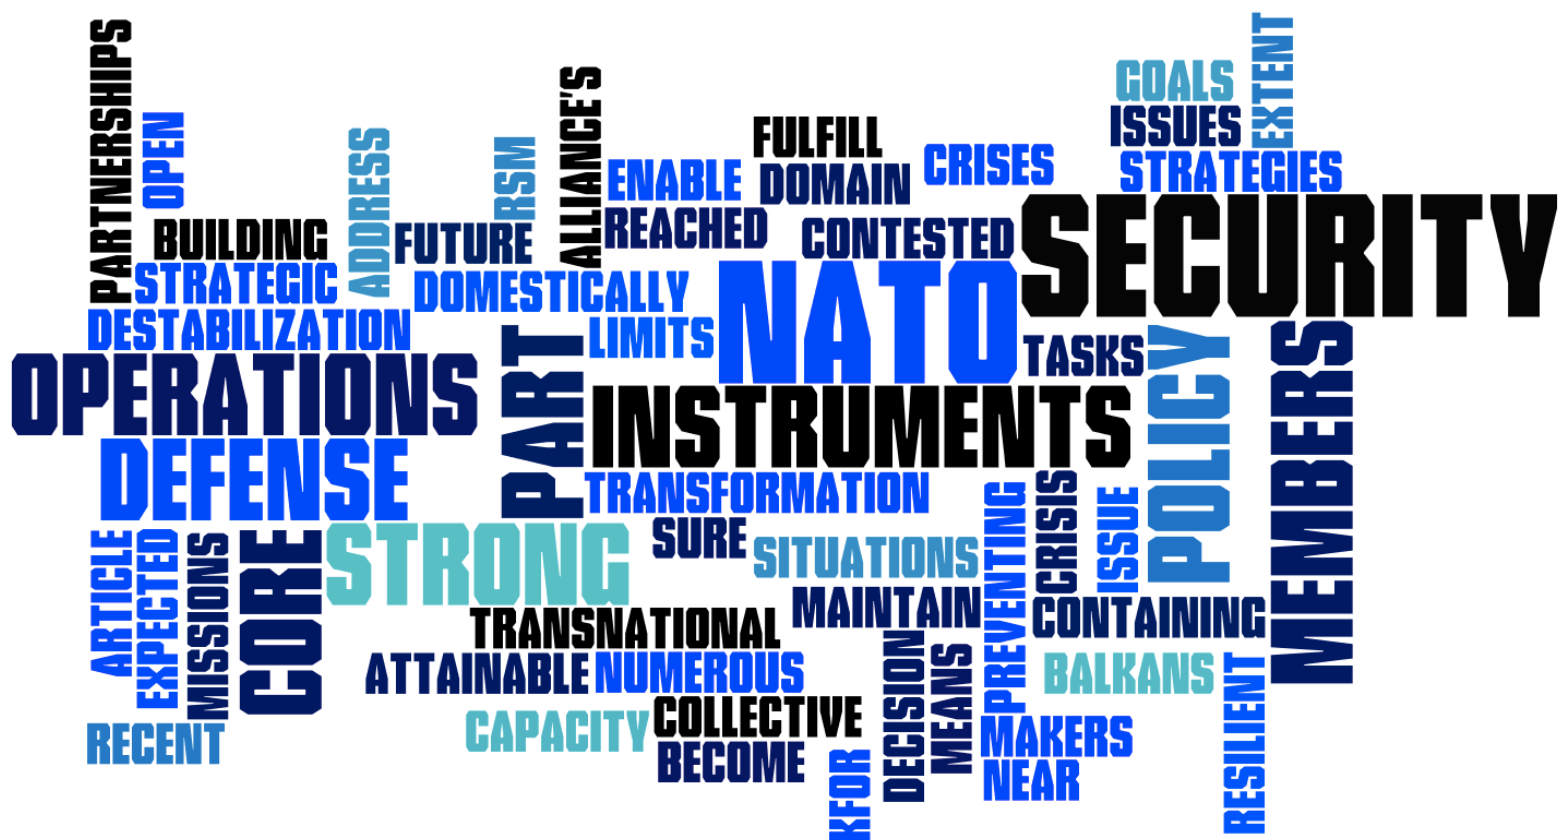 PARTNERSHIPS
OPEN
BUILDING
STRATEGIC
DESTABILIZATION
ADDRESS
FUTURE
RSM
ALLIANCE'S
DOMESTICALLY
ENABLE
REACHED
LIMITS
FULFILL
DOMAIN
CRISES
CONTESTED
GOALS
ISSUES
EXTENT
STRATEGIES
SECURITY
NATO
TASKS
OPERATIONS
PART
INSTRUMENTS
POLICY
MEMBERS
DEFENSE
TRANSFORMATION
STRONG
SURE
SITUATIONS
PREVENTING
CRISIS
ISSUE
ARTICLE
EXPECTED
MISSIONS
CORE
TRANSNATIONAL
MAINTAIN
CONTAINING
ATTAINABLE
NUMEROUS
BALKANS
RECENT
CAPACITY
COLLECTIVE
BECOME
KFOR
DECISION
MEANS
MAKERS
NEAR
RESILIENT